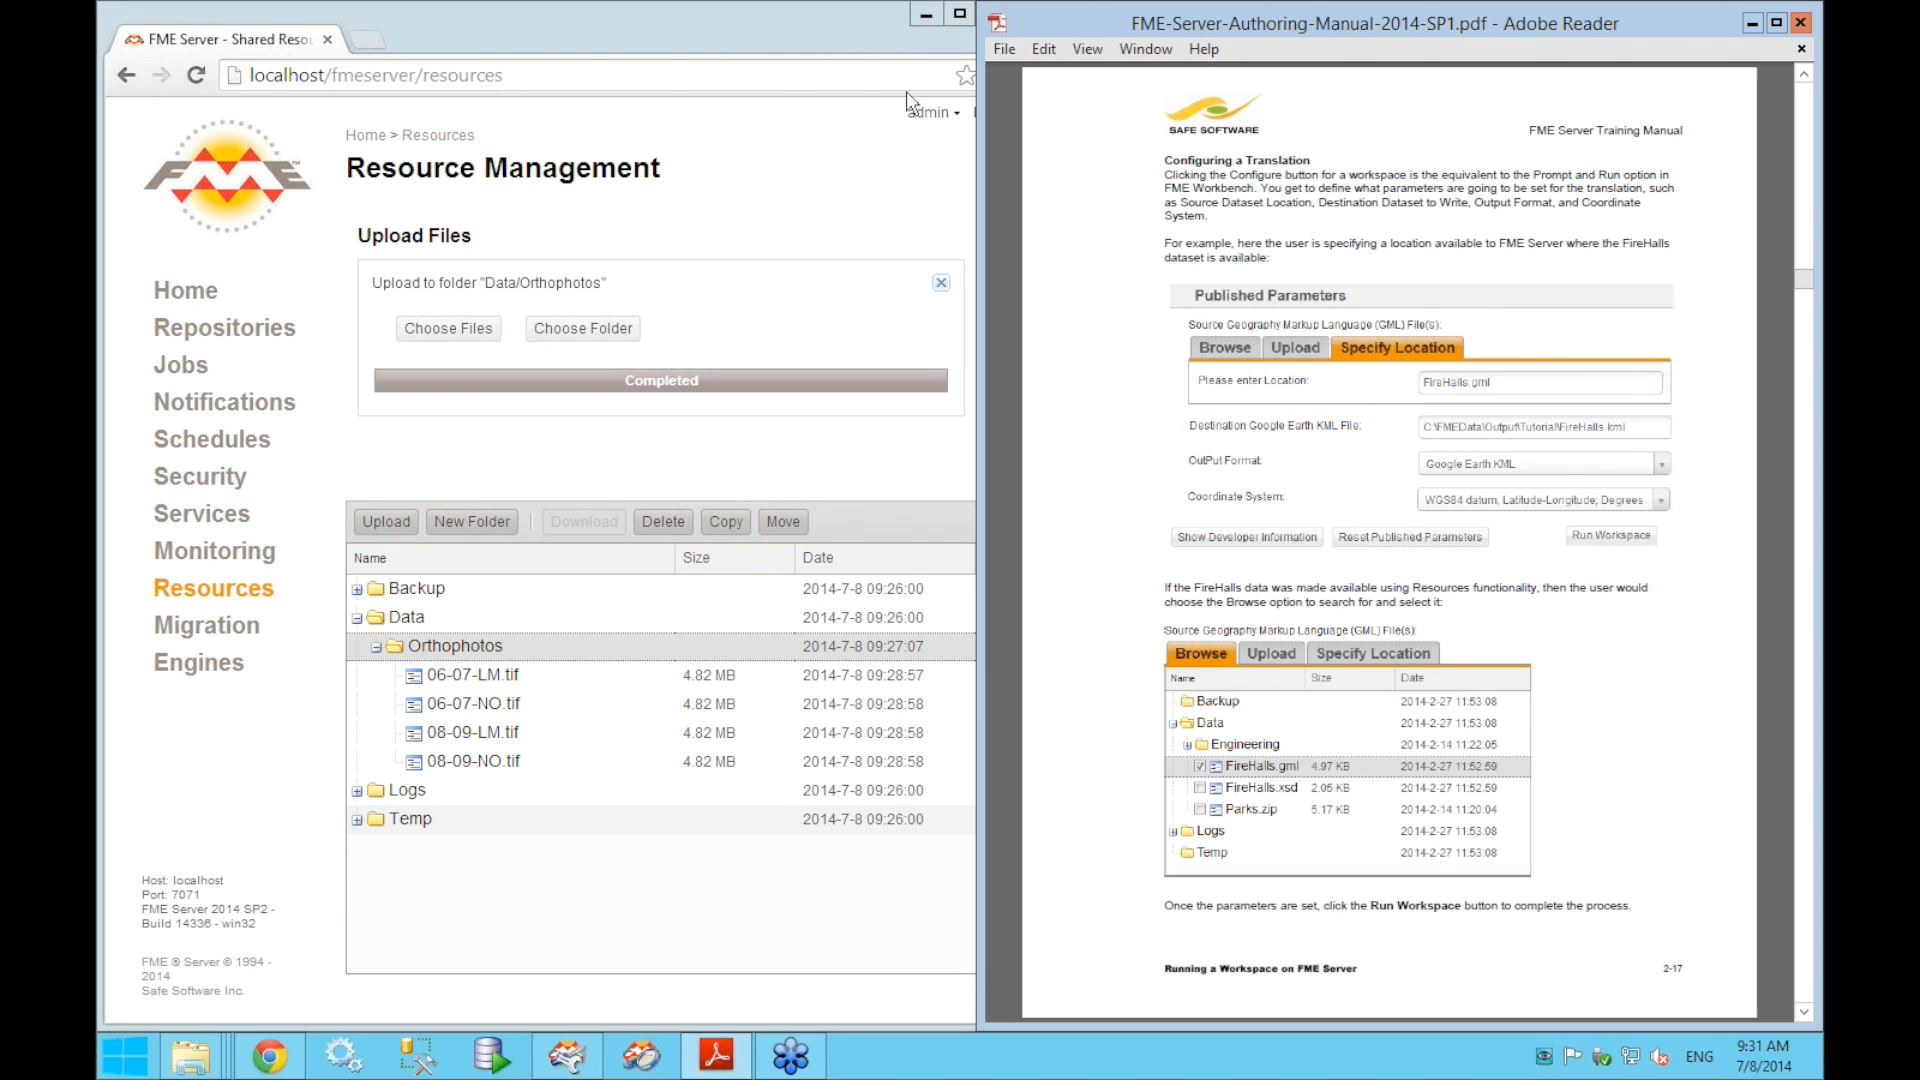 FME Server - Shared Resou
localhost/fmeserver/resources
admin
FME
Home
Repositories
Jobs
Notifications
Schedules
Security
Services
Monitoring
Resources
Migration
Engines
Host: localhost
Port: 7071
FME Server 2014 SP2 -
Build 14336 - win32
FME ® Server © 1994 -
2014
Safe Software Inc.
Home > Resources
Resource Management
Upload Files
Upload to folder "Data/Orthophotos"
Choose Files Choose Folder
Completed
Upload New Folder Download Delete Copy Move
Name Size Date
Backup 2014-7-8 09:26:00
Data 2014-7-8 09:26:00
Orthophotos 2014-7-8 09:27:07
06-07-LM.tif 4.82 MB 2014-7-8 09:28:57
06-07-NO.tif 4.82 MB 2014-7-8 09:28:58
08-09-LM.tif 4.82 MB 2014-7-8 09:28:58
08-09-NO.tif 4.82 MB 2014-7-8 09:28:58
Logs 2014-7-8 09:26:00
Temp 2014-7-8 09:26:00
FME-Server-Authoring-Manual-2014-SP1.pdf - Adobe Reader
File Edit View Window Help
SAFE SOFTWARE
FME Server Training Manual
Configuring a Translation
Clicking the Configure button for a workspace is the equivalent to the Prompt and Run option in
FME Workbench. You get to define what parameters are going to be set for the translation, such
as Source Dataset Location, Destination Dataset to Write, Output Format, and Coordinate
System.
For example, here the user is specifying a location available to FME Server where the FireHalls
dataset is available:
Published Parameters
Source Geography Markup Language (GML) File(s):
Browse Upload Specify Location
Please enter Location: FireHalls.gml
Destination Google Earth KML File: C:\FMEData\Output\Tutorial\FireHalls.kml
OutPut Format: Google Earth KML
Coordinate System: WGS84 datum, Latitude-Longitude; Degrees
Show Developer Information Reset Published Parameters Run Workspace
If the FireHalls data was made available using Resources functionality, then the user would
choose the Browse option to search for and select it:
Source Geography Markup Language (GML) File(s):
Browse Upload Specify Location
Name Size Date
Backup 2014-2-27 11:53:08
Data 2014-2-27 11:53:08
Engineering 2014-2-14 11:22:05
FireHalls.gml 4.97 KB 2014-2-27 11:52:59
FireHalls.xsd 2.05 KB 2014-2-27 11:52:59
Parks.zip 5.17 KB 2014-2-14 11:20:04
Logs 2014-2-27 11:53:08
Temp 2014-2-27 11:53:08
Once the parameters are set, click the Run Workspace button to complete the process.
Running a Workspace on FME Server 2-17
ENG
9:31 AM
7/8/2014